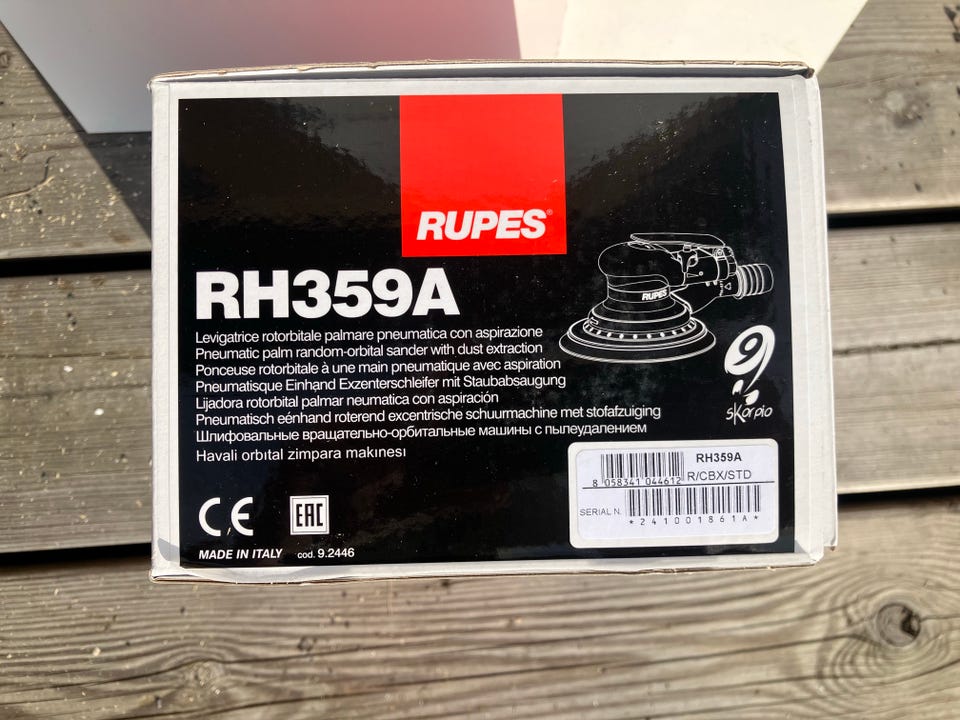 RUPES®
RH359A
Levigatrice rotorbitale palmare pneumatica con aspirazione
Pneumatic palm random-orbital sander with dust extraction
Ponceuse rotorbitale à une main pneumatique avec aspiration
Pneumatisque Einhand Exzenterschleifer mit Staubabsaugung
Lijadora rotorbital palmar neumatica con aspiración
Pneumatisch eénhand roterend excentrische schuurmachine met stofafzuiging
Шлифовальные вращательно-орбитальные машины с пылеудалением
Havali orbıtal zimpara makınesı
RUPES
skorpio
RH359A
8 058341 044612 R/CBX/STD
SERIAL N. *241001861A*
CE EAC
MADE IN ITALY cod. 9.2446